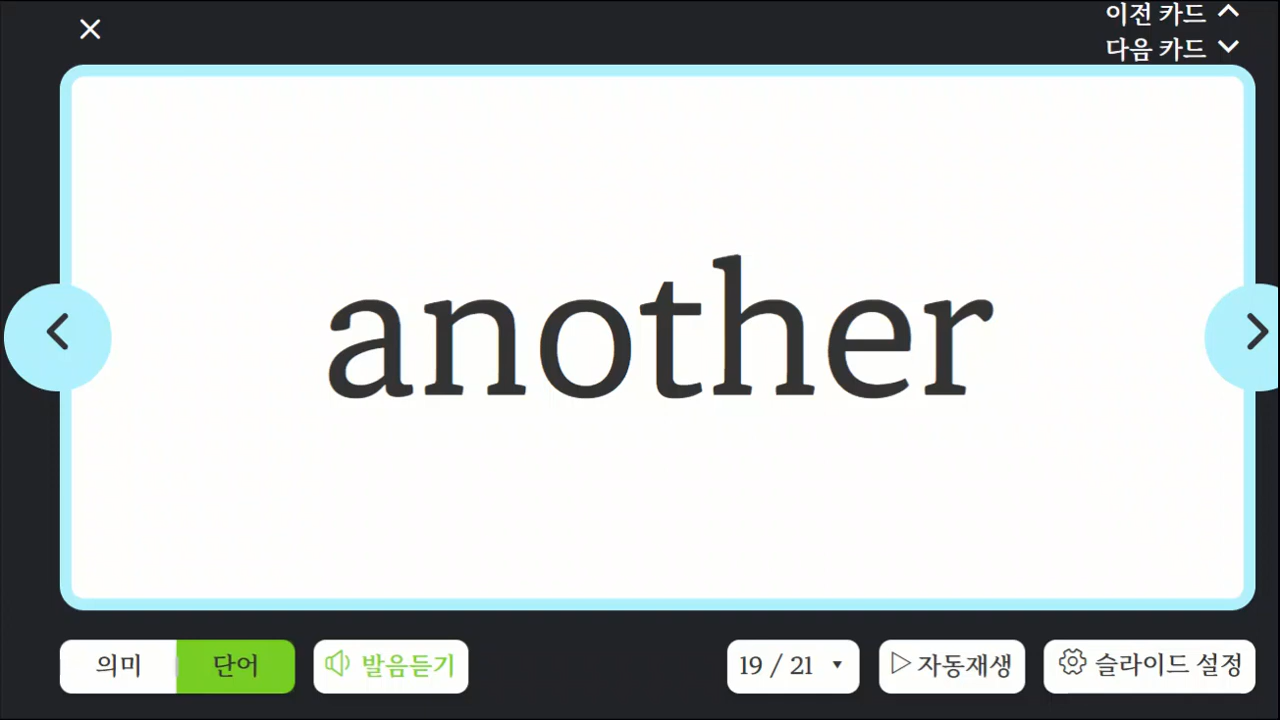 이전 카드
다음 카드
another
의미 단어 발음듣기 19 / 21 자동재생 슬라이드 설정